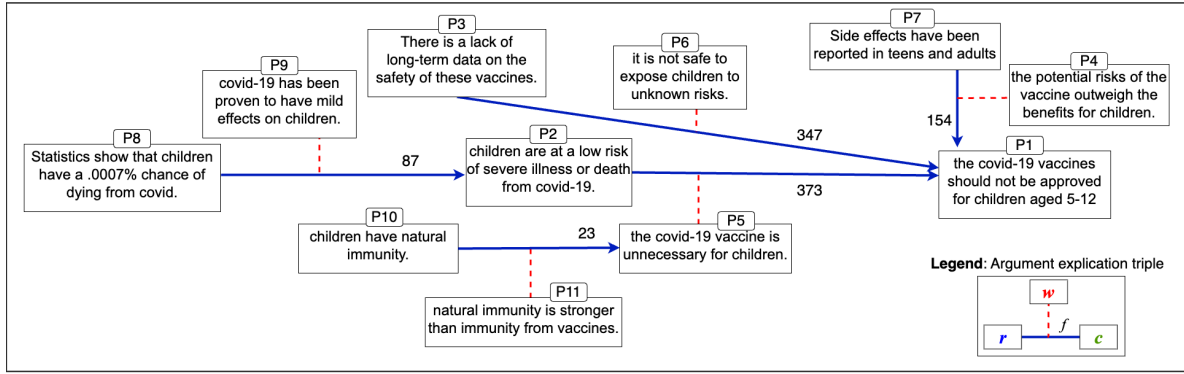 P3
There is a lack of
long-term data on the
safety of these vaccines.
P6
it is not safe to
expose children to
unknown risks.
P7
Side effects have been
reported in teens and adults
P4
the potential risks of the
vaccine outweigh the
benefits for children.
P9
covid-19 has been
proven to have mild
effects on children.
347
154
P8
Statistics show that children
have a .0007% chance of
dying from covid.
87
P2
children are at a low risk
of severe illness or death
from covid-19.
373
P1
the covid-19 vaccines
should not be approved
for children aged 5-12
P10
children have natural
immunity.
23
P5
the covid-19 vaccine is
unnecessary for children.
P11
natural immunity is stronger
than immunity from vaccines.
Legend: Argument explication triple
w
r
f
c